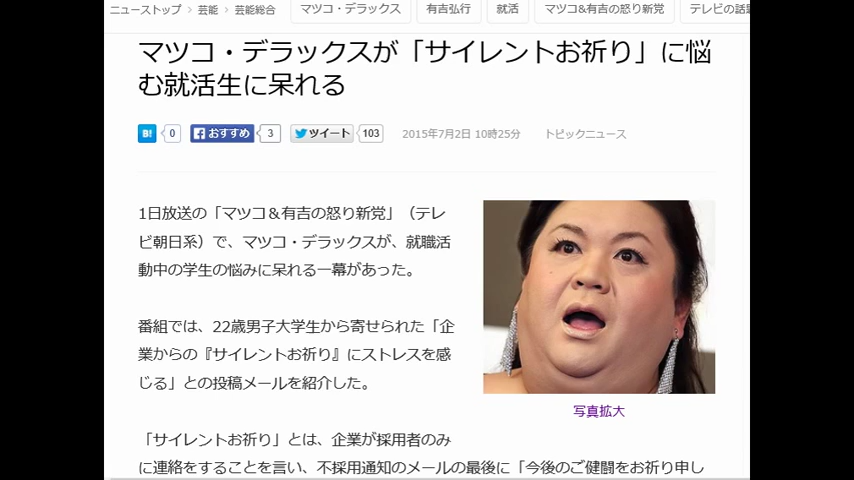 ニューストップ > 芸能 > 芸能総合
マツコ・デラックス
有吉弘行
就活
マツコ&有吉の怒り新党
テレビの話
マツコ・デラックスが「サイレントお祈り」に悩
む就活生に呆れる
B! 0
おすすめ 3
ツイート 103
2015年7月2日 10時25分
トピックニュース
1日放送の「マツコ＆有吉の怒り新党」（テレ
ビ朝日系）で、マツコ・デラックスが、就職活
動中の学生の悩みに呆れる一幕があった。
番組では、22歳男子大学生から寄せられた「企
業からの『サイレントお祈り』にストレスを感
じる」との投稿メールを紹介した。
写真拡大
「サイレントお祈り」とは、企業が採用者のみ
に連絡をすることを言い、不採用通知のメールの最後に「今後のご健闘をお祈り申し